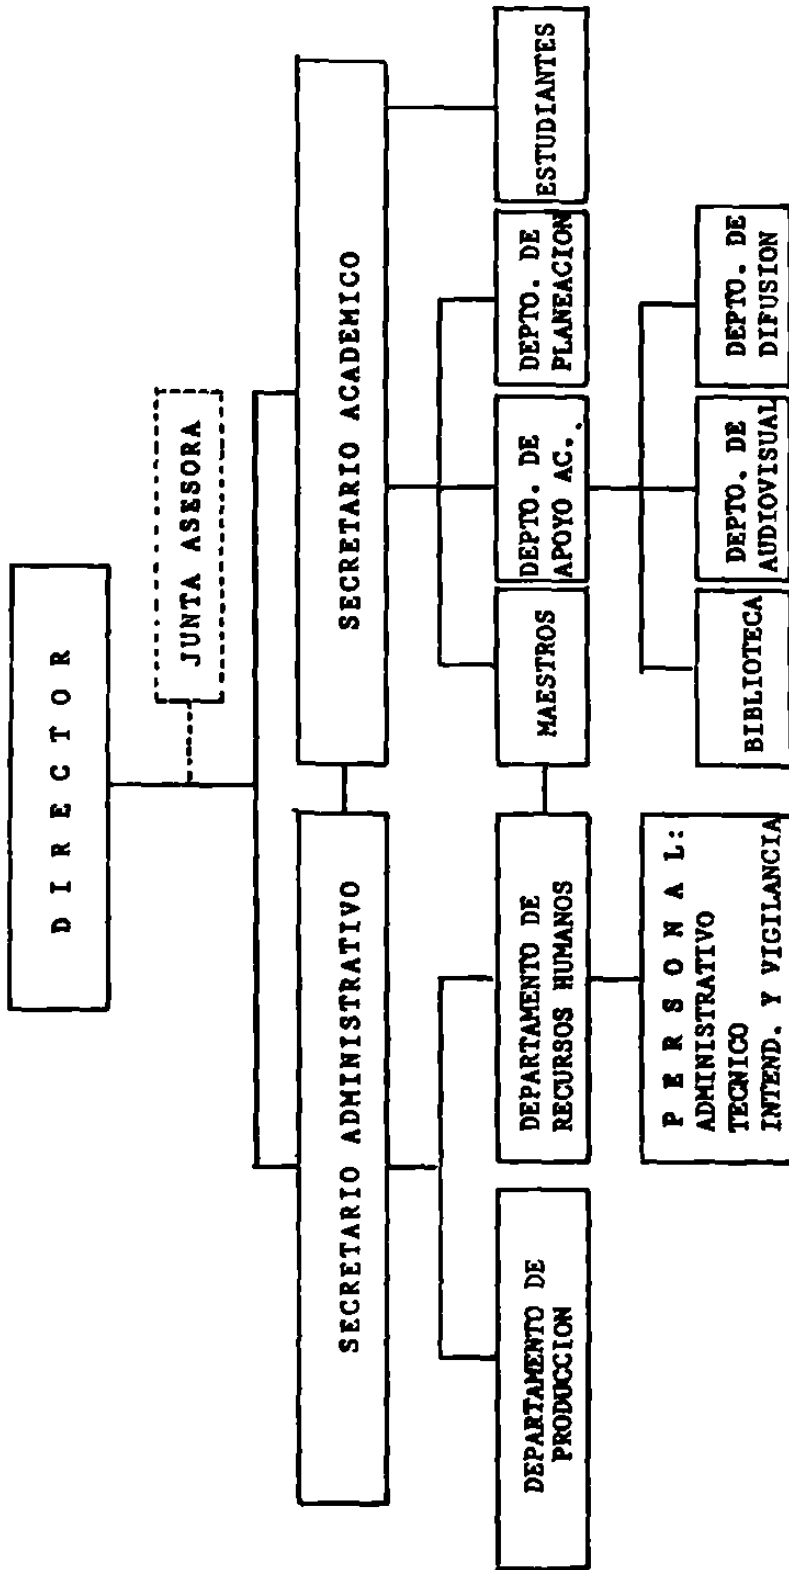 D I R E C T O R
JUNTA ASESORA
SECRETARIO ADMINISTRATIVO
SECRETARIO ACADEMICO
DEPARTAMENTO DE
PRODUCCION
DEPARTAMENTO DE
RECURSOS HUMANOS
MAESTROS
DEPTO. DE
APOYO AC.
DEPTO. DE
PLANEACION
ESTUDIANTES
P E R S O N A L:
ADMINISTRATIVO
TECNICO
INTEND. Y VIGILANCIA
BIBLIOTECA
DEPTO. DE
AUDIOVISUAL
DEPTO. DE
DIFUSION